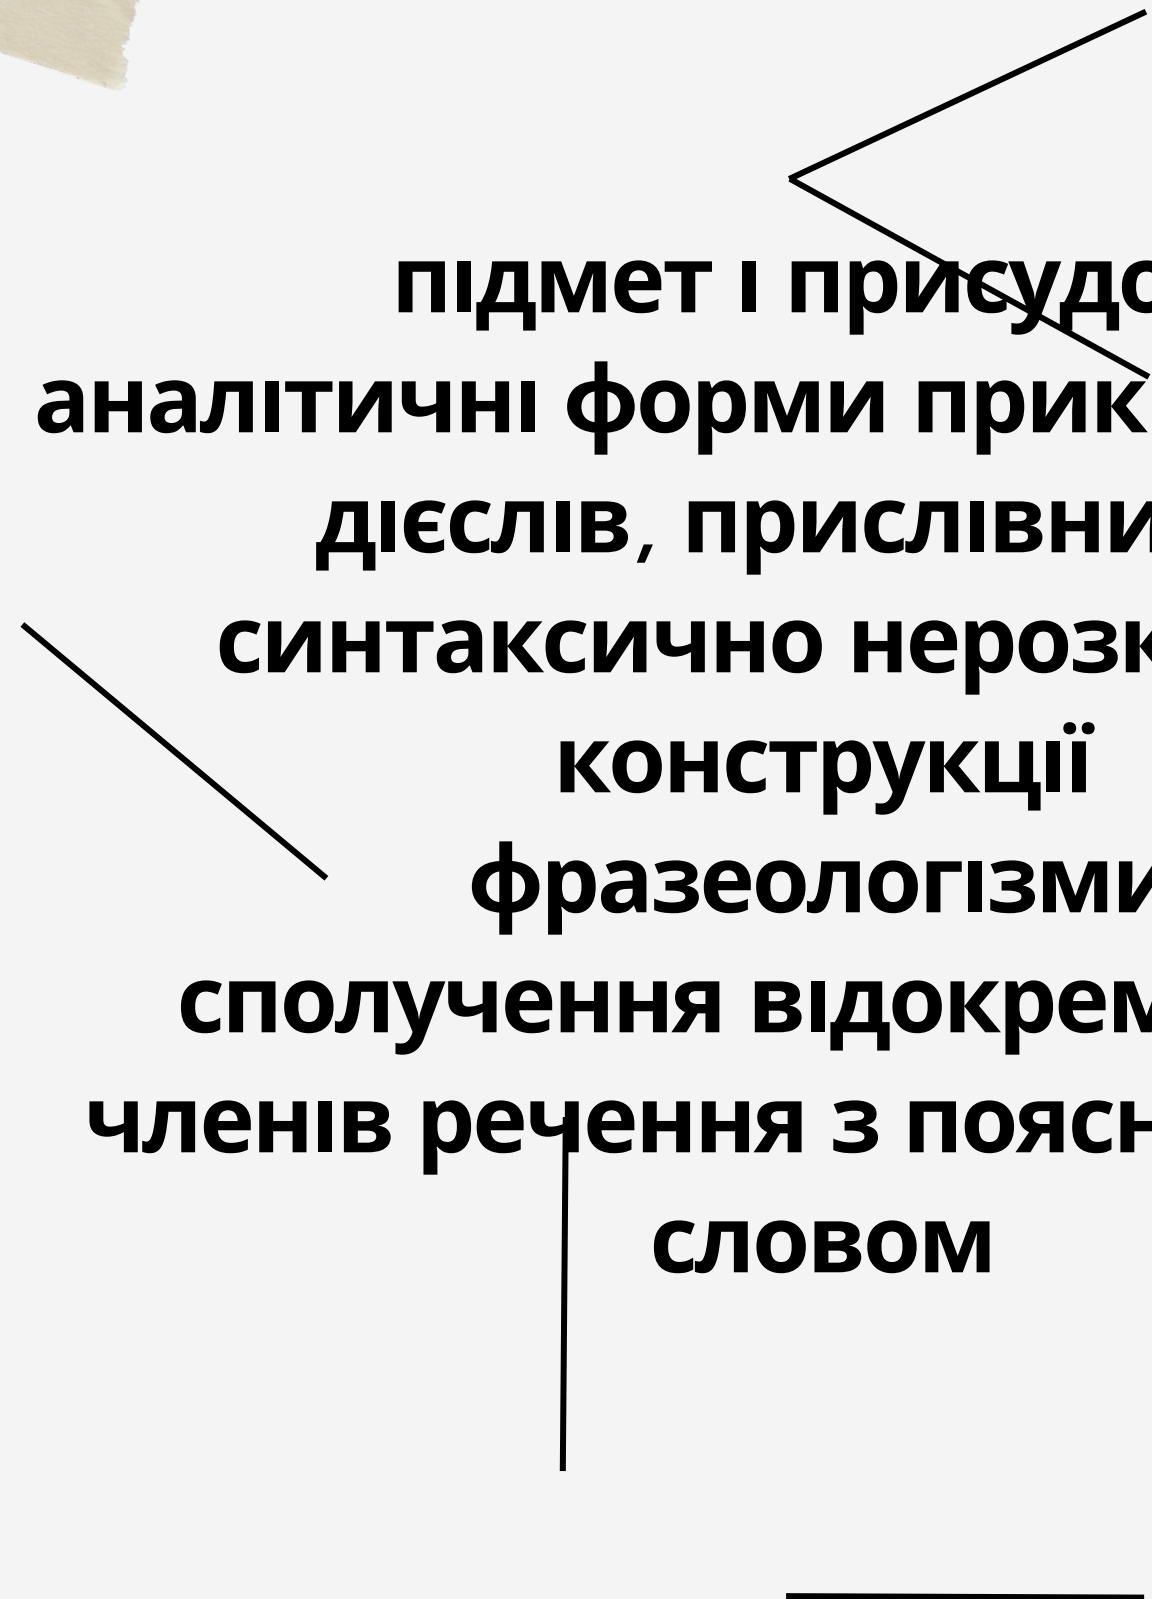 підмет і присудо
аналітичні форми прик
дієслів, прислівни
синтаксично нерозк
конструкції
фразеологізми
сполучення відокрем
членів речення з поясн
словом